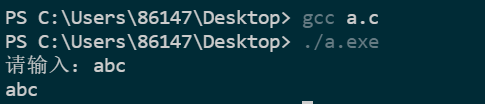 PS C:\Users\86147\Desktop> gcc a.c
PS C:\Users\86147\Desktop> ./a.exe
请输入：abc
abc